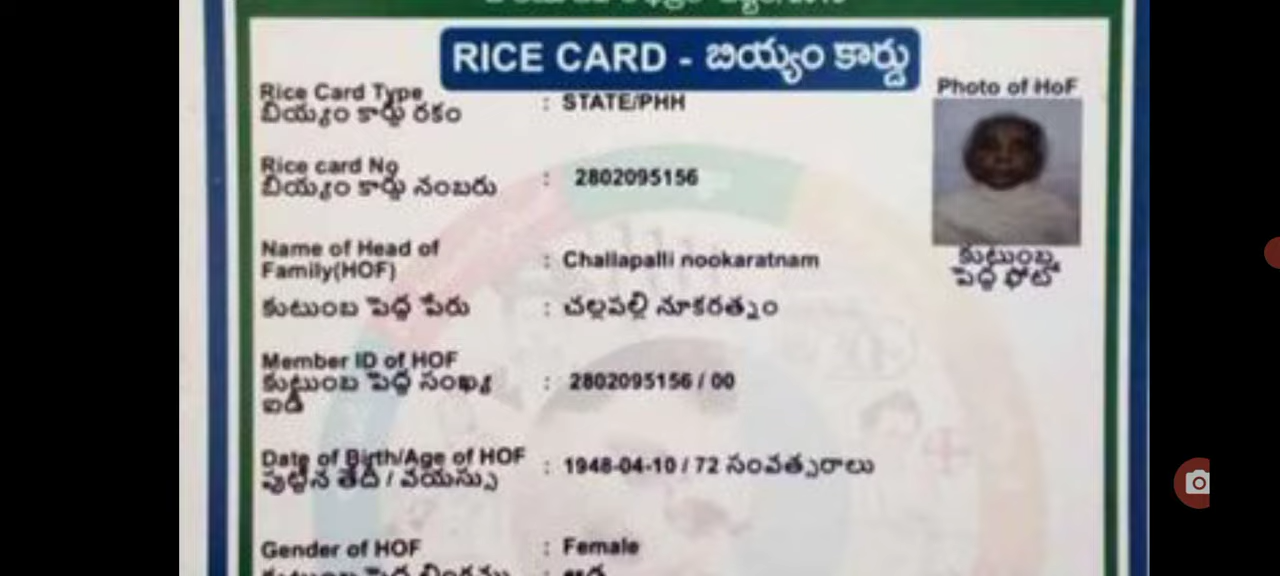 RICE CARD - బియ్యం కార్డు
Rice Card Type : STATE/PHH
బియ్యం కార్డు రకం
Photo of HoF
Rice card No : 2802095156
బియ్యం కార్డు నంబరు
Name of Head of
Family(HOF) : Challapalli nookaratnam
కుటుంబ పెద్ద ఫోటో
కుటుంబ పెద్ద పేరు : చల్లపల్లి నూకరత్నం
Member ID of HOF
కుటుంబ పెద్ద సంఖ్య : 2802095156 / 00
ఐడి
Date of Birth/Age of HOF : 1948-04-10 / 72 సంవత్సరాలు
పుట్టిన తేదీ / వయస్సు
Gender of HOF : Female